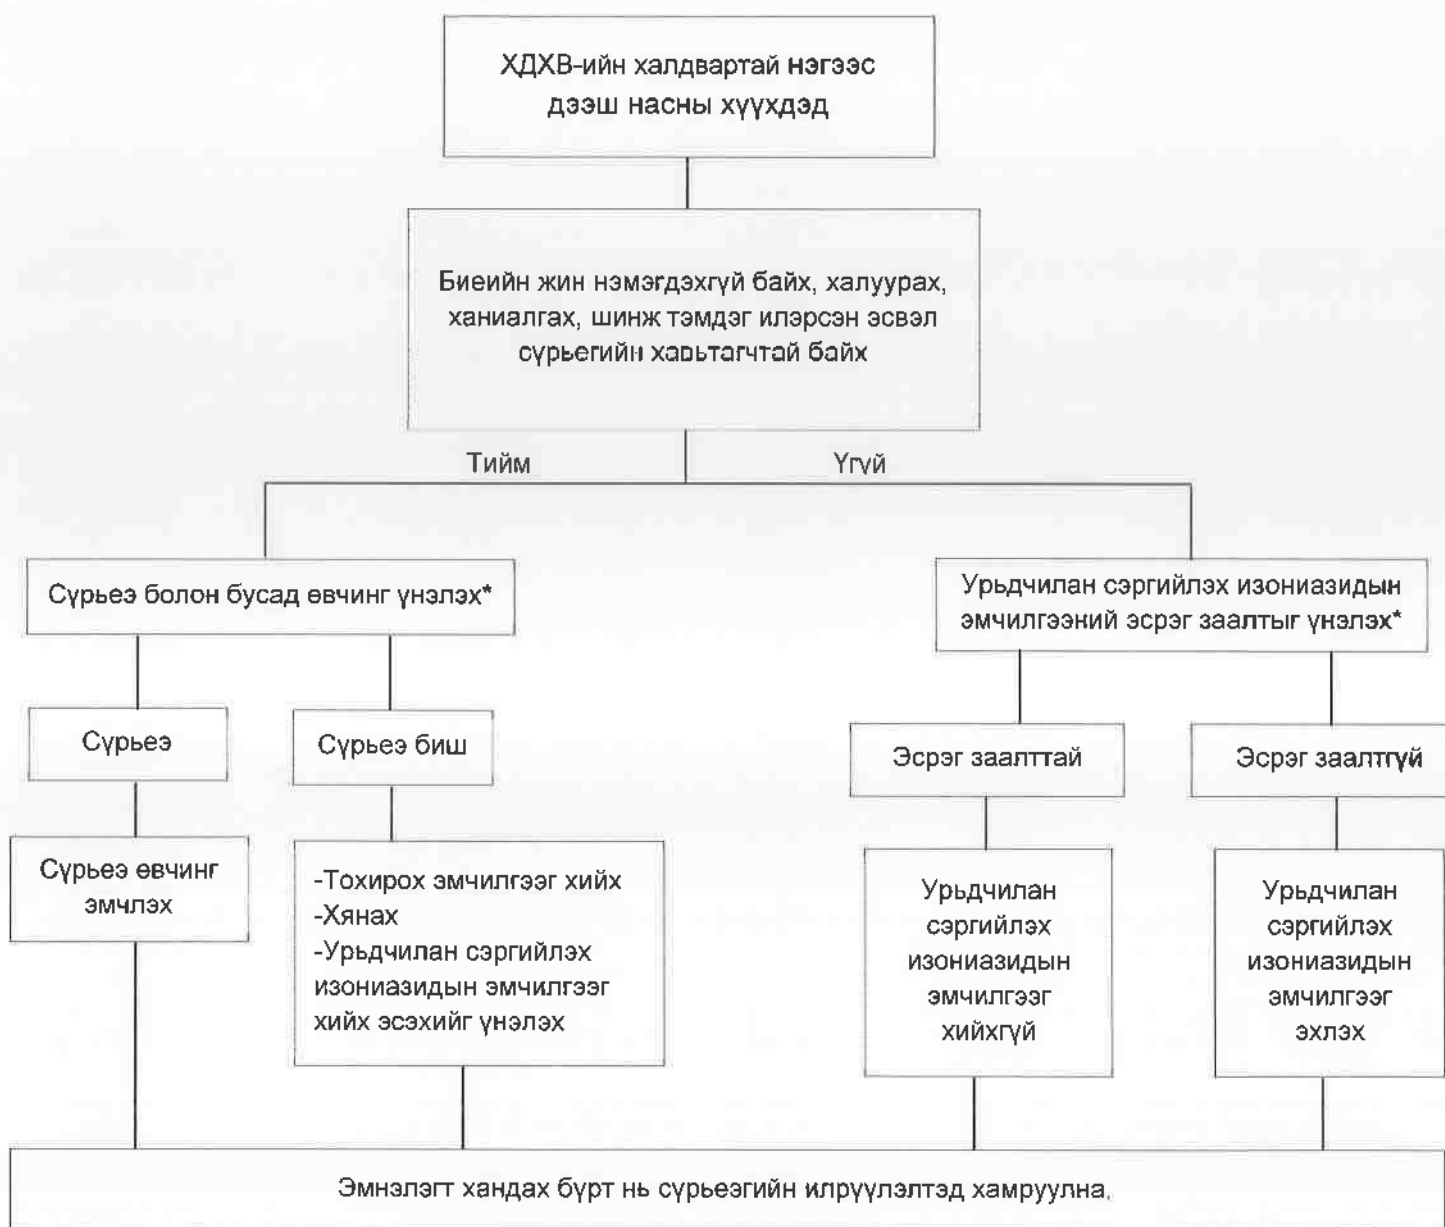 ХДХВ-ийн халдвартай нэгээс
дээш насны хүүхдэд
Биеийн жин нэмэгдэхгүй байх, халуурах,
ханиалгах, шинж тэмдэг илэрсэн эсвэл
сүрьегийн хавьтагчтай байх
Тийм
Үгүй
Сүрьеэ болон бусад өвчинг үнэлэх*
Урьдчилан сэргийлэх изониазидын
эмчилгээний эсрэг заалтыг үнэлэх*
Сүрьеэ
Сүрьеэ биш
Эсрэг заалттай
Эсрэг заалтгүй
Сүрьеэ өвчинг
эмчлэх
-Тохирох эмчилгээг хийх
-Хянах
-Урьдчилан сэргийлэх
изониазидын эмчилгээг
хийх эсэхийг үнэлэх
Урьдчилан
сэргийлэх
изониазидын
эмчилгээг
хийхгүй
Урьдчилан
сэргийлэх
изониазидын
эмчилгээг
эхлэх
Эмнэлэгт хандах бүрт нь сүрьеэгийн илрүүлэлтэд хамруулна.